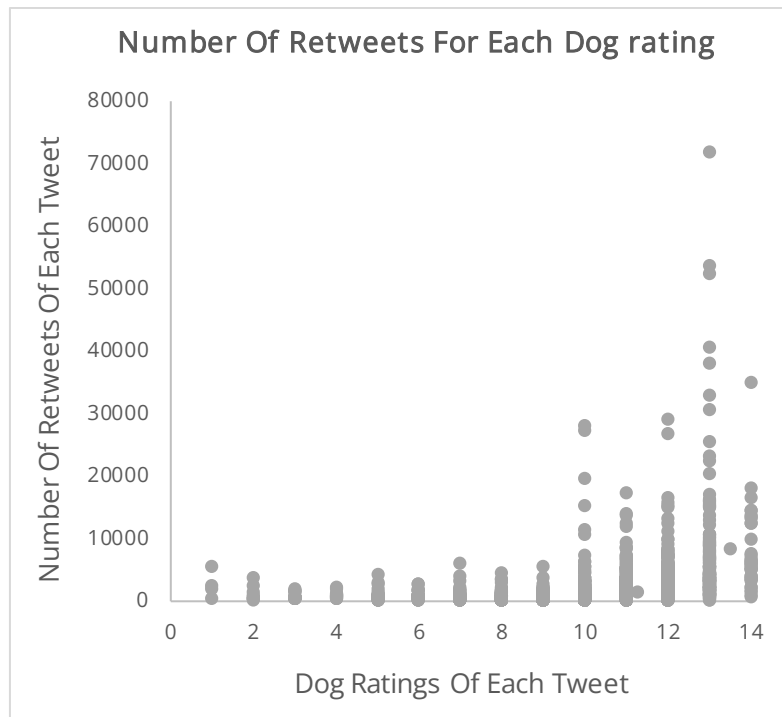 Number Of Retweets For Each Dog rating
Number Of Retweets Of Each Tweet
80000
70000
60000
50000
40000
30000
20000
10000
0
0 2 4 6 8 10 12 14
Dog Ratings Of Each Tweet